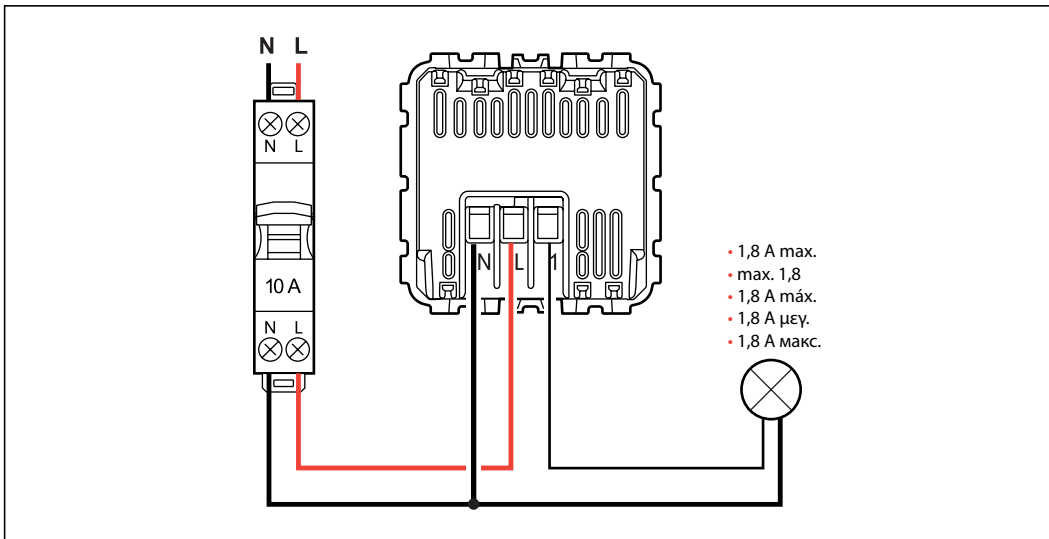 N L
N L
10 A
N L
N L 1
• 1,8 A max.
• max. 1,8
• 1,8 A máx.
• 1,8 A μεγ.
• 1,8 A макс.